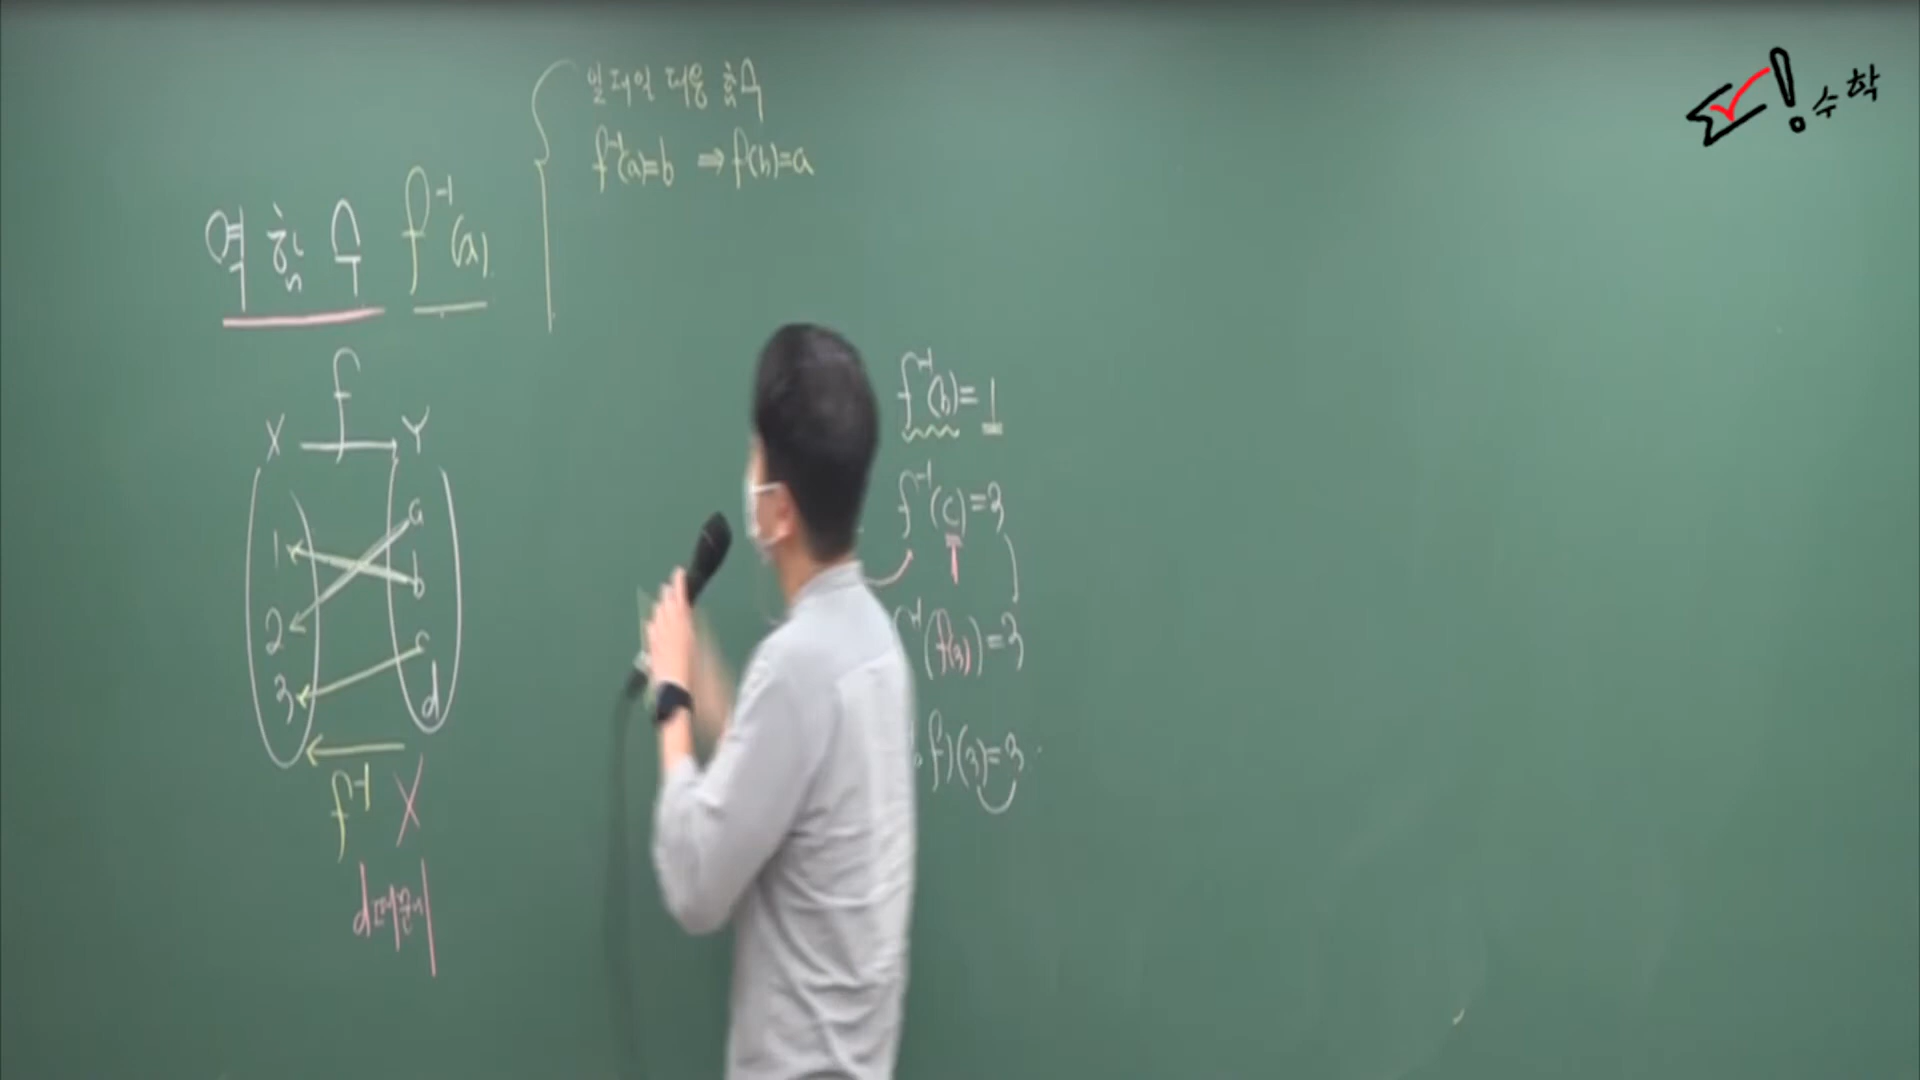 일대일 대응 함수
f⁻¹(a)=b ⇒ f(b)=a
역함수 f⁻¹(a)
f
X Y
1 a
2 b
3 c
d
f⁻¹ X
d때문에
f⁻¹(b)=1
f⁻¹(c)=3
⁻¹(f(3))=3
∘f)(3)=3
!수학